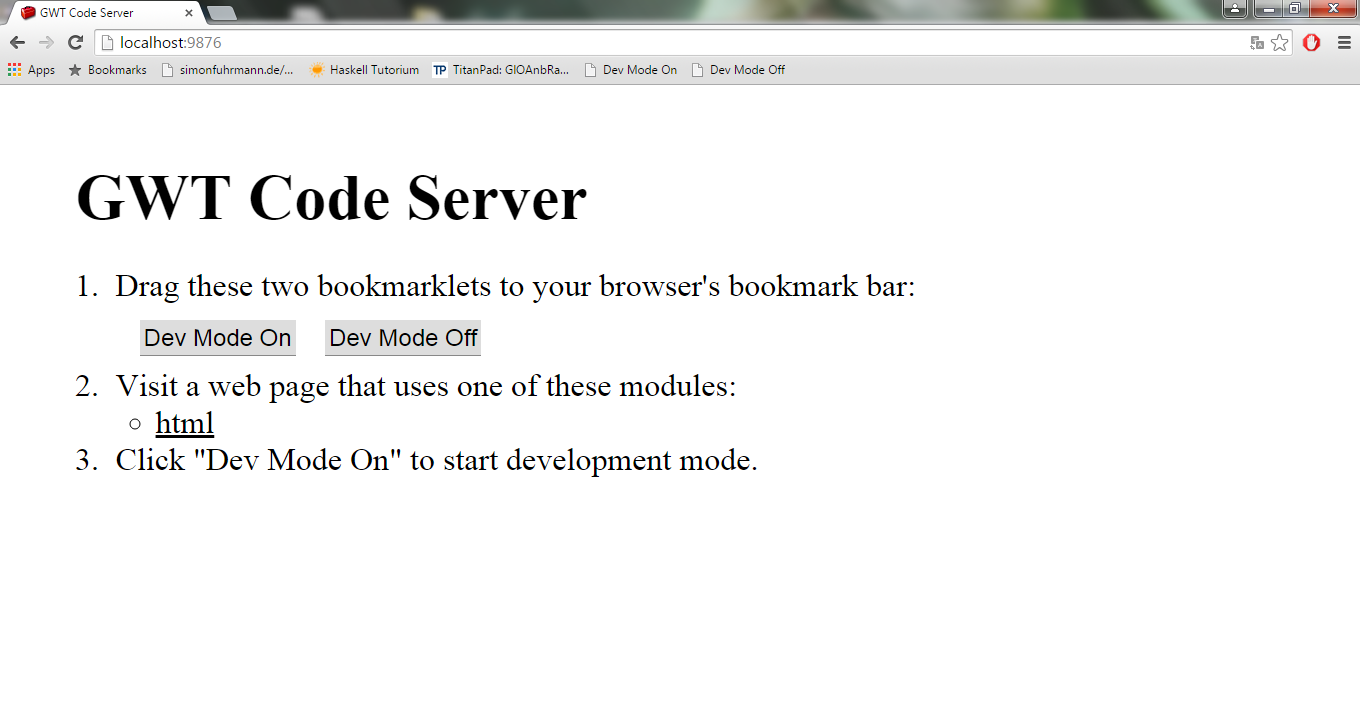 GWT Code Server
localhost:9876
Apps Bookmarks simonfuhrmann.de/... Haskell Tutorium TP TitanPad: GlOAnbRa... Dev Mode On Dev Mode Off
GWT Code Server
1. Drag these two bookmarklets to your browser's bookmark bar:
Dev Mode On Dev Mode Off
2. Visit a web page that uses one of these modules:
html
3. Click "Dev Mode On" to start development mode.